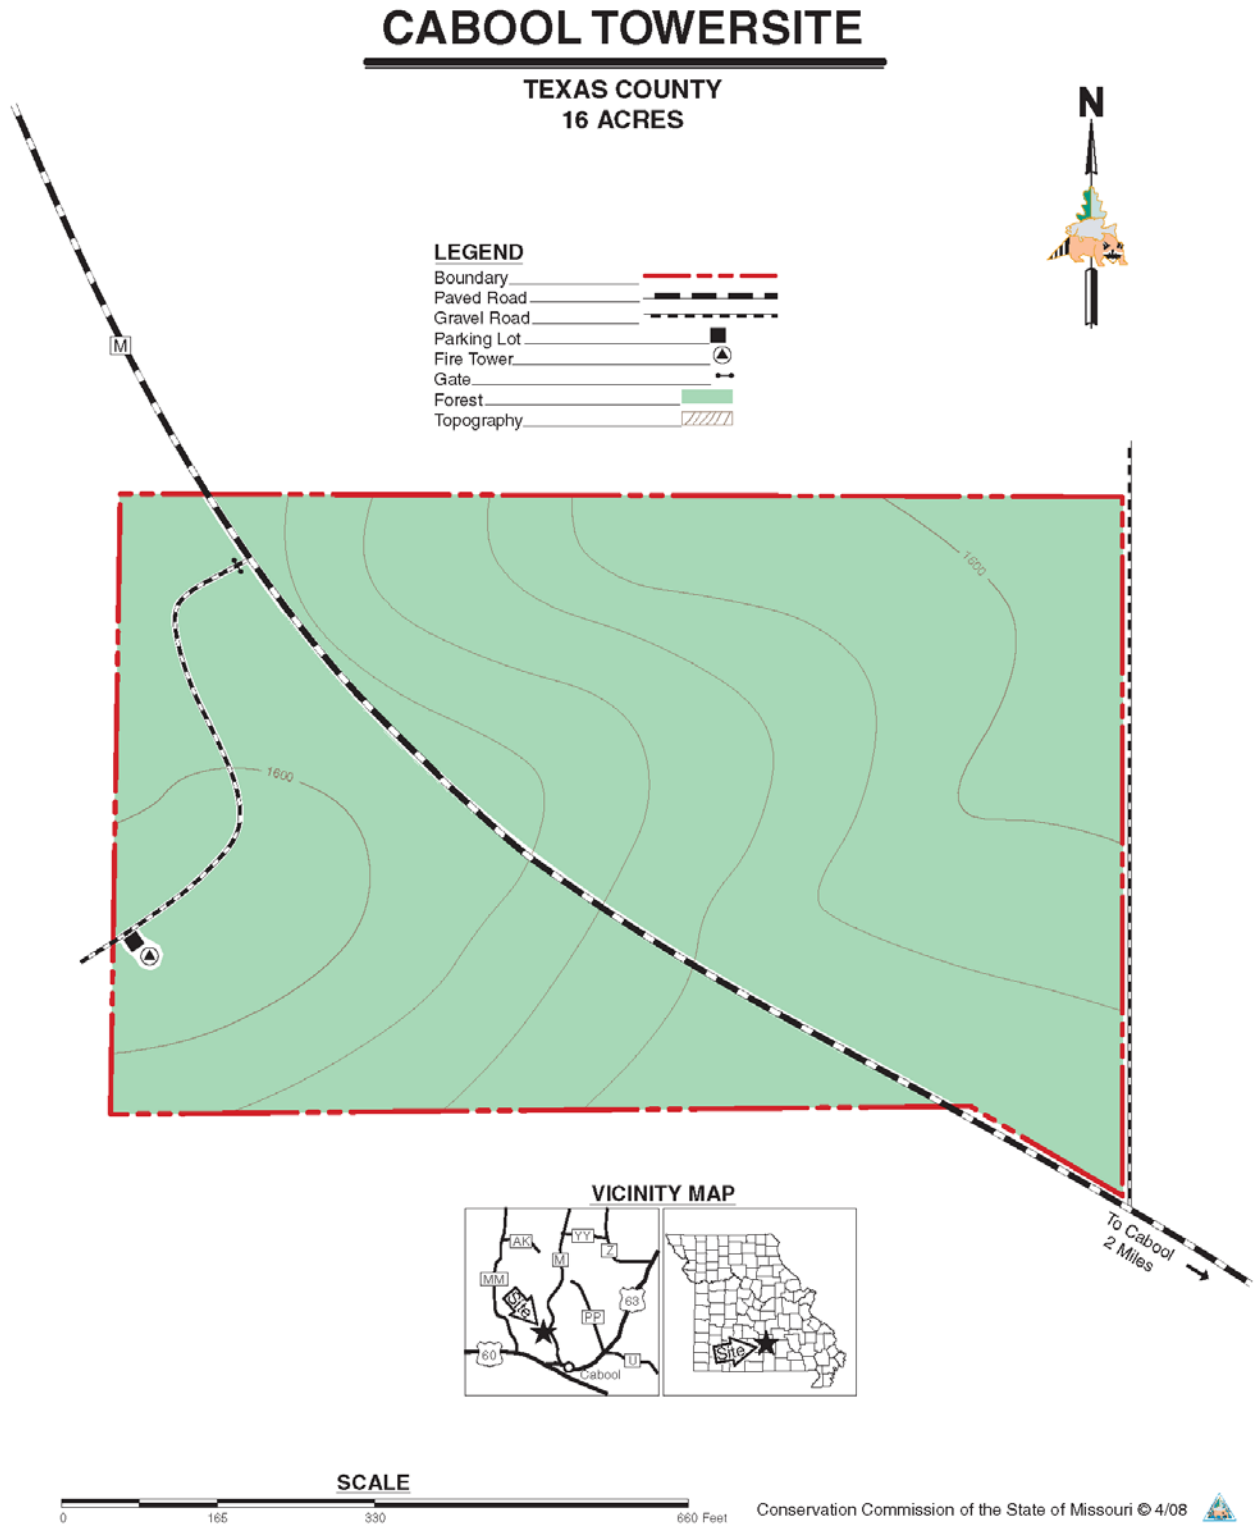 CABOOL TOWERSITE
TEXAS COUNTY
16 ACRES
N
LEGEND
Boundary
Paved Road
Gravel Road
Parking Lot
Fire Tower
Gate
Forest
Topography
M
1600
1600
To Cabool
2 Miles
VICINITY MAP
AK
YY
Z
M
MM
Site
63
PP
60
U
Cabool
Site
SCALE
0 165 330 660 Feet
Conservation Commission of the State of Missouri © 4/08